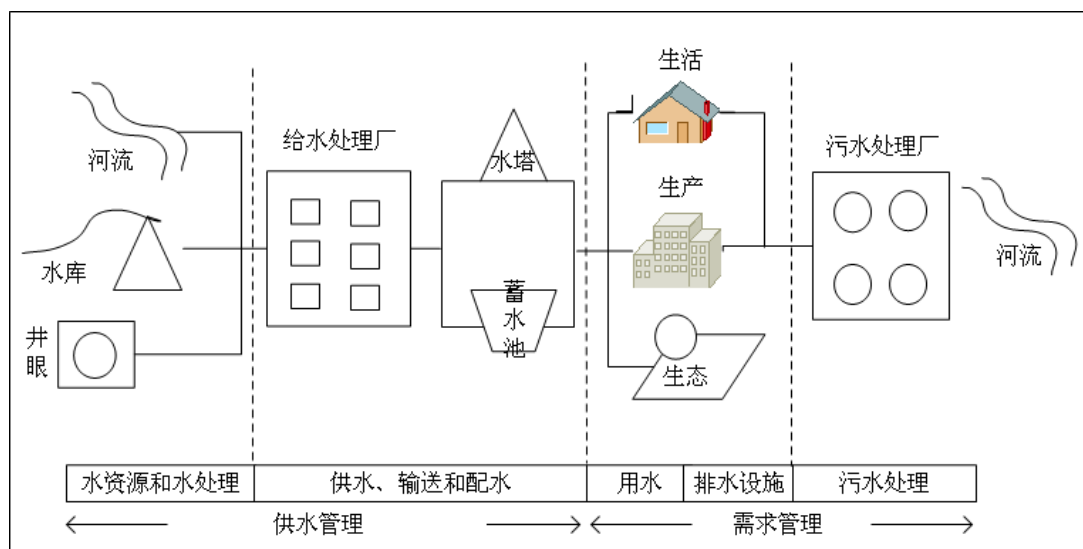 河流
水库
井
眼
给水处理厂
水塔
蓄
水
池
生活
生产
生态
污水处理厂
河流
水资源和水处理
供水、输送和配水
用水
排水设施
污水处理
供水管理
需求管理